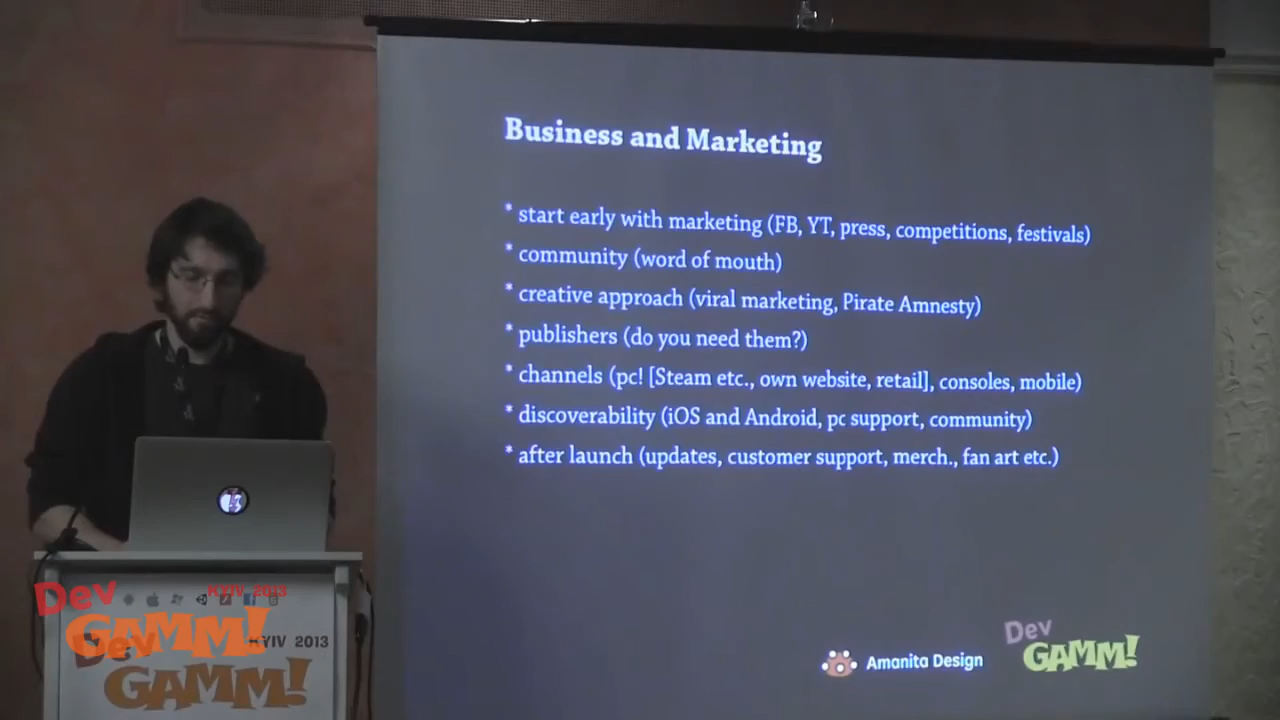 Business and Marketing
* start early with marketing (FB, YT, press, competitions, festivals)
* community (word of mouth)
* creative approach (viral marketing, Pirate Amnesty)
* publishers (do you need them?)
* channels (pc! [Steam etc., own website, retail], consoles, mobile)
* discoverability (iOS and Android, pc support, community)
* after launch (updates, customer support, merch., fan art etc.)
Amanita Design
Dev
GAMM!
Dev
KYIV 2013
GAMM!
Dev
KYIV 2013
GAMM!